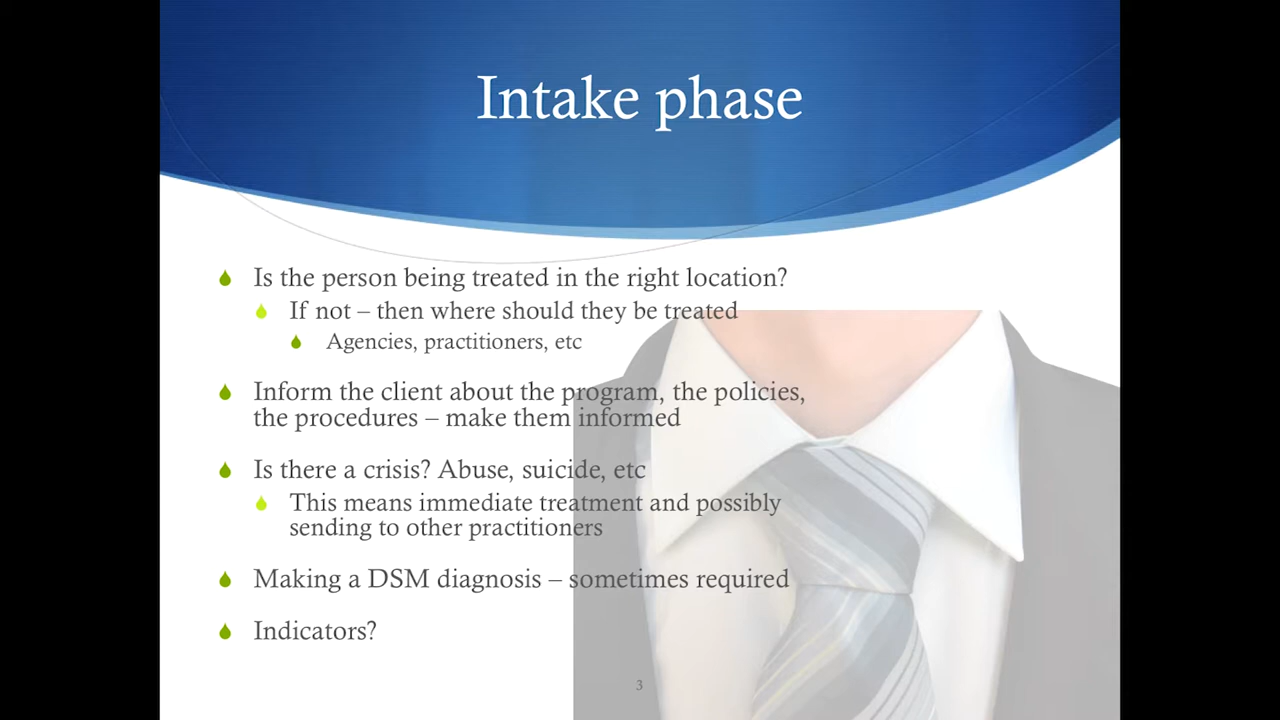 Intake phase
Is the person being treated in the right location?
If not – then where should they be treated
Agencies, practitioners, etc
Inform the client about the program, the policies,
the procedures – make them informed
Is there a crisis? Abuse, suicide, etc
This means immediate treatment and possibly
sending to other practitioners
Making a DSM diagnosis – sometimes required
Indicators?
3